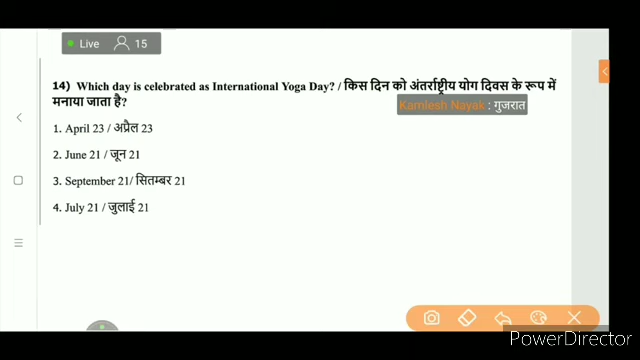 Live 15
14) Which day is celebrated as International Yoga Day? / किस दिन को अंतर्राष्ट्रीय योग दिवस के रूप में
मनाया जाता है?
Kamlesh Nayak : गुजरात
1. April 23 / अप्रैल 23
2. June 21 / जून 21
3. September 21/ सितम्बर 21
4. July 21 / जुलाई 21
PowerDirector